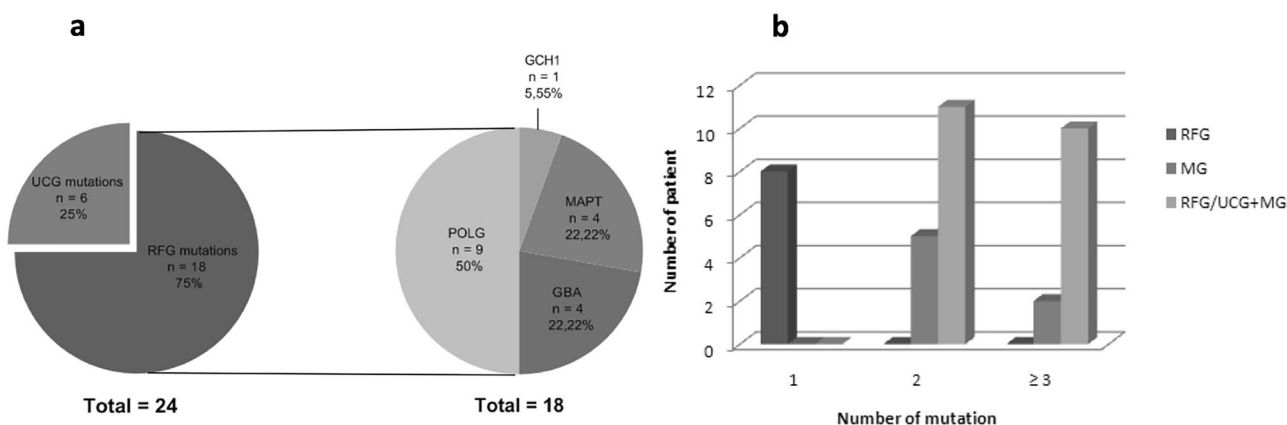 a
UCG mutations
n = 6
25%
RFG mutations
n = 18
75%
Total = 24
GCH1
n = 1
5,55%
MAPT
n = 4
22,22%
GBA
n = 4
22,22%
POLG
n = 9
50%
Total = 18
b
Number of patient
12
10
8
6
4
2
0
1 2 ≥ 3
Number of mutation
RFG
MG
RFG/UCG+MG